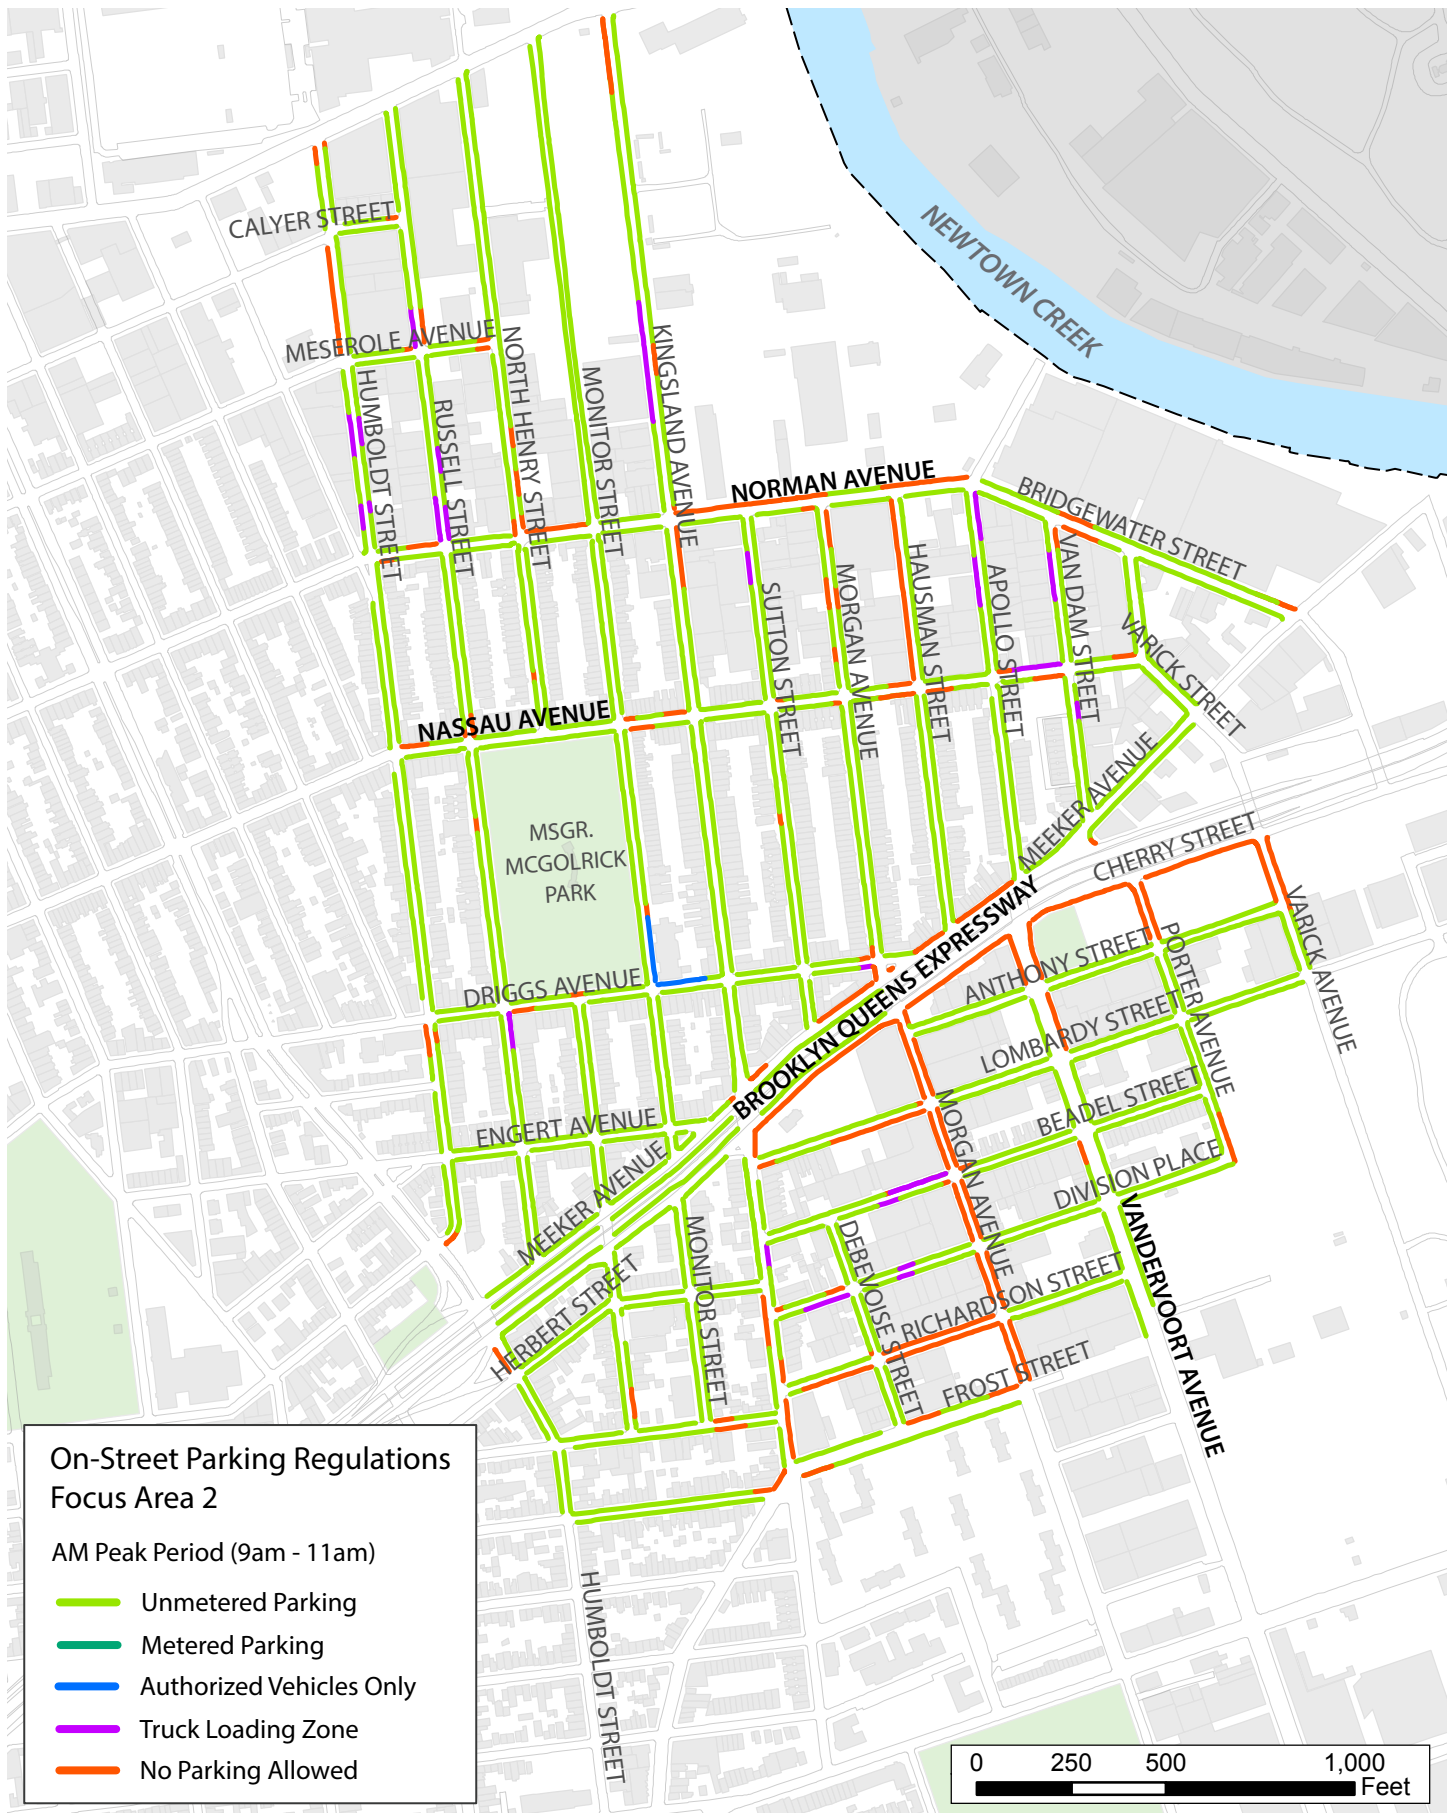 CALYER STREET
NEWTOWN CREEK
MESEROLE AVENUE
HUMBOLDT STREET
RUSSELL STREET
NORTH HENRY STREET
MONITOR STREET
KINGSLAND AVENUE
NORMAN AVENUE
BRIDGEWATER STREET
SUTTON STREET
MORGAN AVENUE
HAUSMAN STREET
APOLLO STREET
VANDAM STREET
VARICK STREET
NASSAU AVENUE
MEEKER AVENUE
MSGR.
MCGOLRICK
PARK
CHERRY STREET
BROOKLYN QUEENS EXPRESSWAY
VARICK AVENUE
ANTHONY STREET
PORTER AVENUE
DRIGGS AVENUE
LOMBARDY STREET
BEADEL STREET
ENGERT AVENUE
MORGAN AVENUE
DIVISION PLACE
MEEKER AVENUE
VANDERVOORT AVENUE
MONITOR STREET
DEBEVOISE STREET
HERBERT STREET
RICHARDSON STREET
FROST STREET
HUMBOLDT STREET
On-Street Parking Regulations
Focus Area 2
AM Peak Period (9am - 11am)
Unmetered Parking
Metered Parking
Authorized Vehicles Only
Truck Loading Zone
No Parking Allowed
0 250 500 1,000
Feet